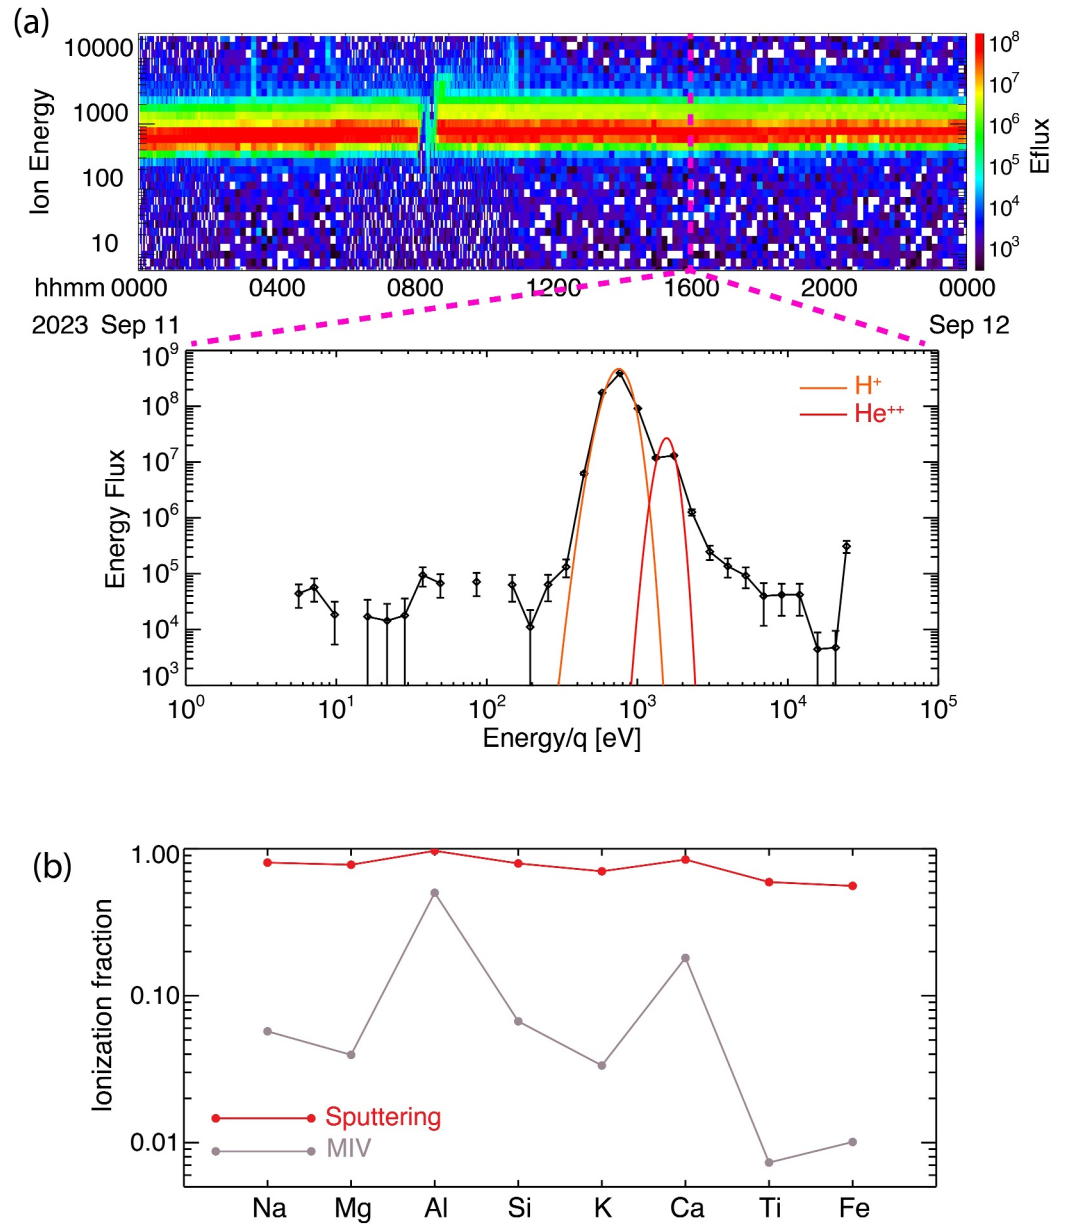 (a)
10000
1000
100
10
Ion Energy
10⁸
10⁷
10⁶
10⁵
10⁴
10³
Eflux
hhmm 0000 0400 0800 1200 1600 2000 0000
2023 Sep 11 Sep 12
10⁹
10⁸
10⁷
10⁶
10⁵
10⁴
10³
Energy Flux
H⁺
He⁺⁺
10⁰ 10¹ 10² 10³ 10⁴ 10⁵
Energy/q [eV]
(b)
1.00
0.10
0.01
Ionization fraction
Sputtering
MIV
Na Mg Al Si K Ca Ti Fe